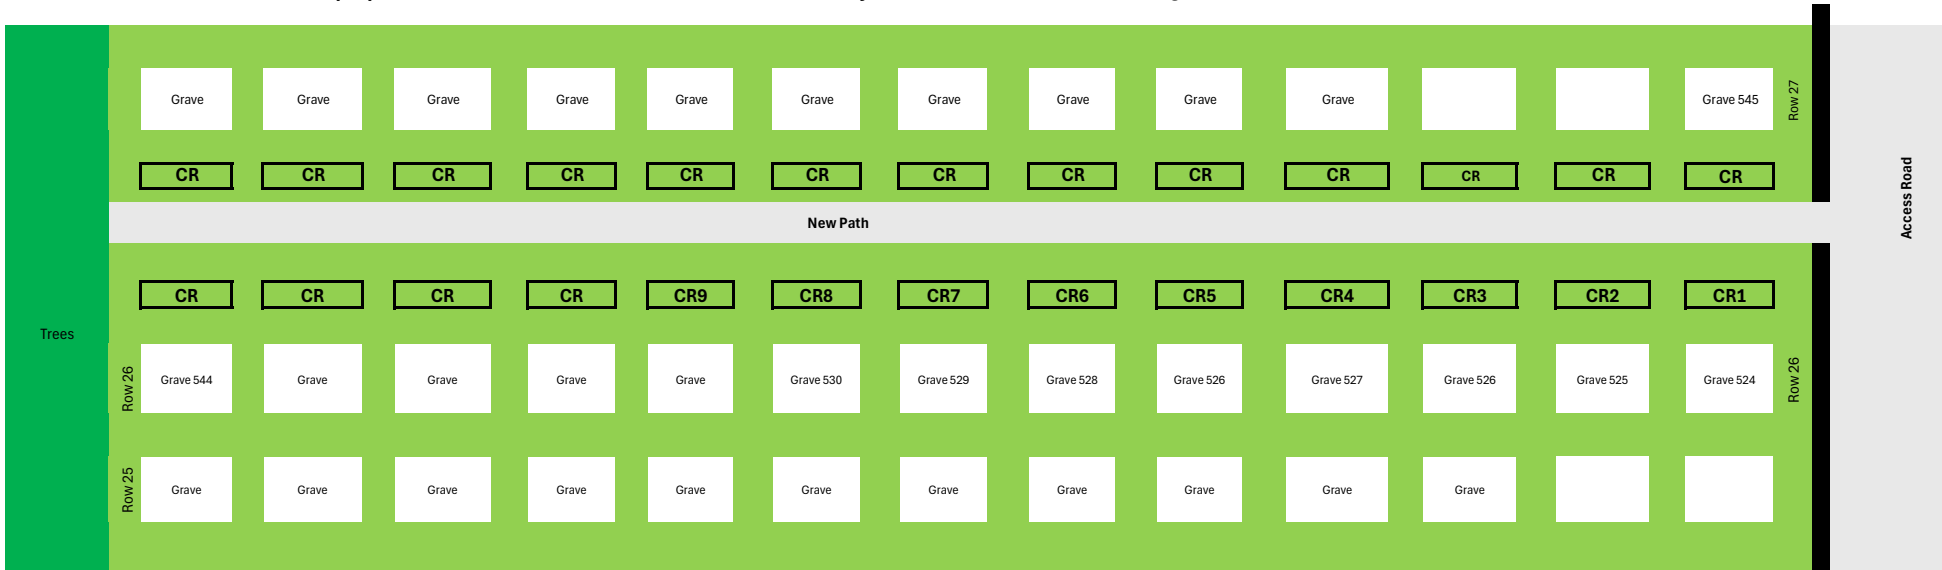 Grave Grave Grave Grave Grave Grave Grave Grave Grave Grave Grave 545 Row 27
CR CR CR CR CR CR CR CR CR CR CR CR CR
Access Road
New Path
CR CR CR CR CR9 CR8 CR7 CR6 CR5 CR4 CR3 CR2 CR1
Trees
Row 26 Grave 544 Grave Grave Grave Grave Grave 530 Grave 529 Grave 528 Grave 526 Grave 527 Grave 526 Grave 525 Grave 524 Row 26
Row 25 Grave Grave Grave Grave Grave Grave Grave Grave Grave Grave Grave